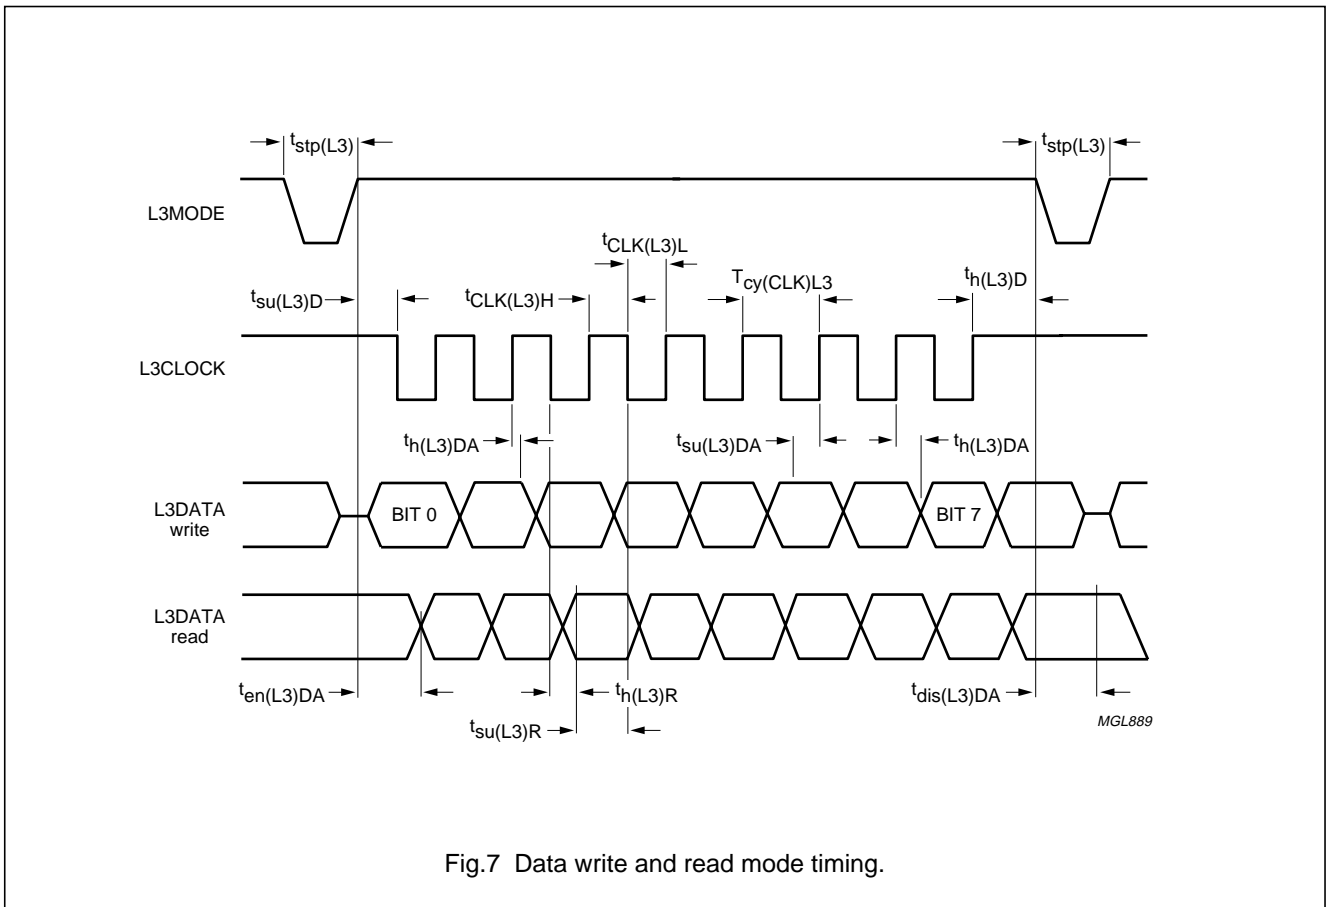 tstp(L3) tstp(L3)
L3MODE
tCLK(L3)L
tsu(L3)D tCLK(L3)H Tcy(CLK)L3 th(L3)D
L3CLOCK
th(L3)DA tsu(L3)DA th(L3)DA
L3DATA
write
BIT 0 BIT 7
L3DATA
read
ten(L3)DA th(L3)R tdis(L3)DA
tsu(L3)R
MGL889
Fig.7 Data write and read mode timing.